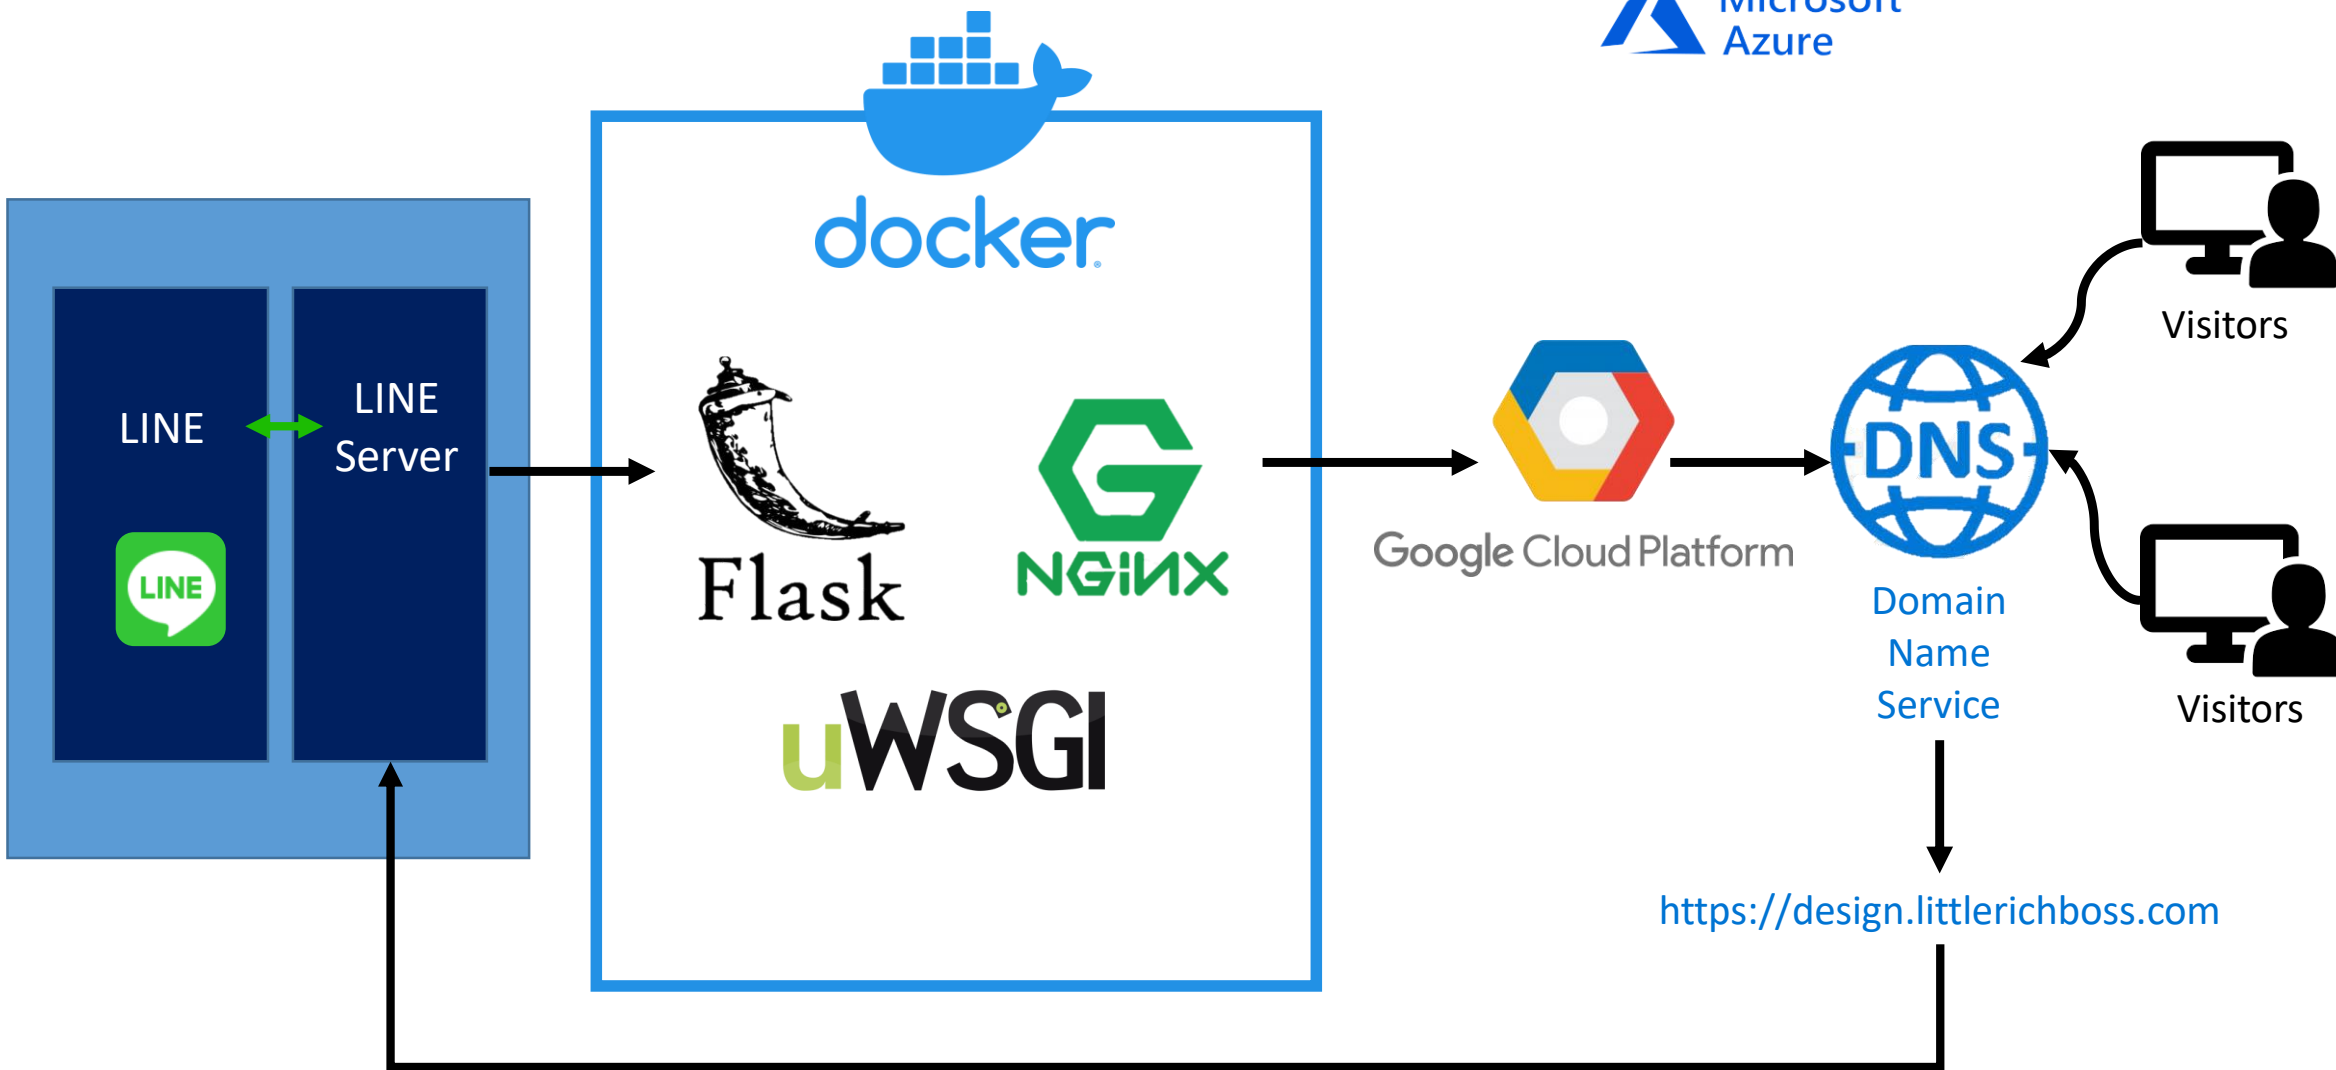 Microsoft
Azure
docker
LINE
LINE
Server
LINE
Flask
NGINX
uWSGI
Google Cloud Platform
DNS
Domain
Name
Service
Visitors
Visitors
https://design.littlerichboss.com